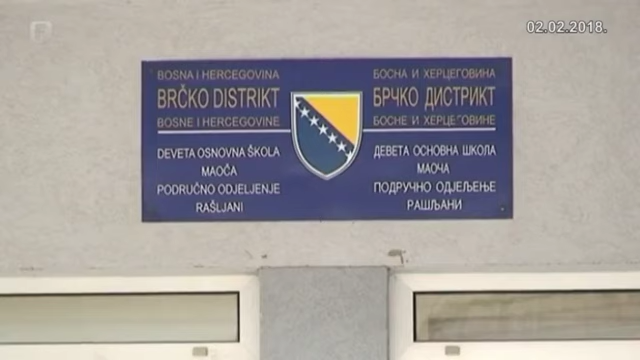 02.02.2018.
BOSNA I HERCEGOVINA
BRČKO DISTRIKT
BOSNE I HERCEGOVINE
DEVETA OSNOVNA ŠKOLA
MAOČA
PODRUČNO ODJELJENJE
RAŠLJANI
БОСНА И ХЕРЦЕГОВИНА
БРЧКО ДИСТРИКТ
БОСНЕ И ХЕРЦЕГОВИНЕ
ДЕВЕТА ОСНОВНА ШКОЛА
МАОЧА
ПОДРУЧНО ОДЈЕЉЕЊЕ
РАШЉАНИ